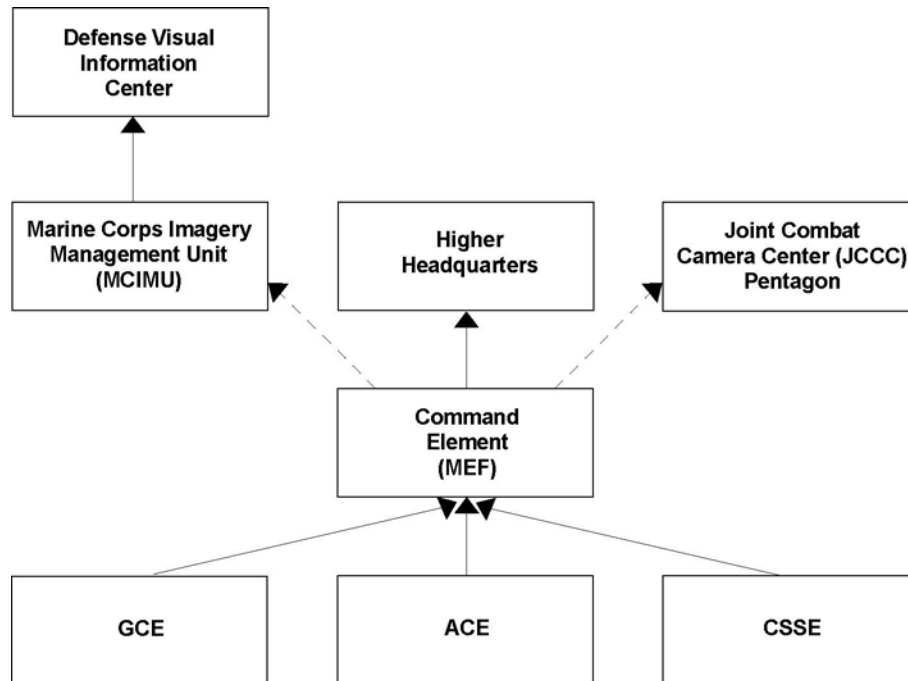 Defense Visual
Information
Center
Marine Corps Imagery
Management Unit
(MCIMU)
Higher
Headquarters
Joint Combat
Camera Center (JCCC)
Pentagon
Command
Element
(MEF)
GCE
ACE
CSSE